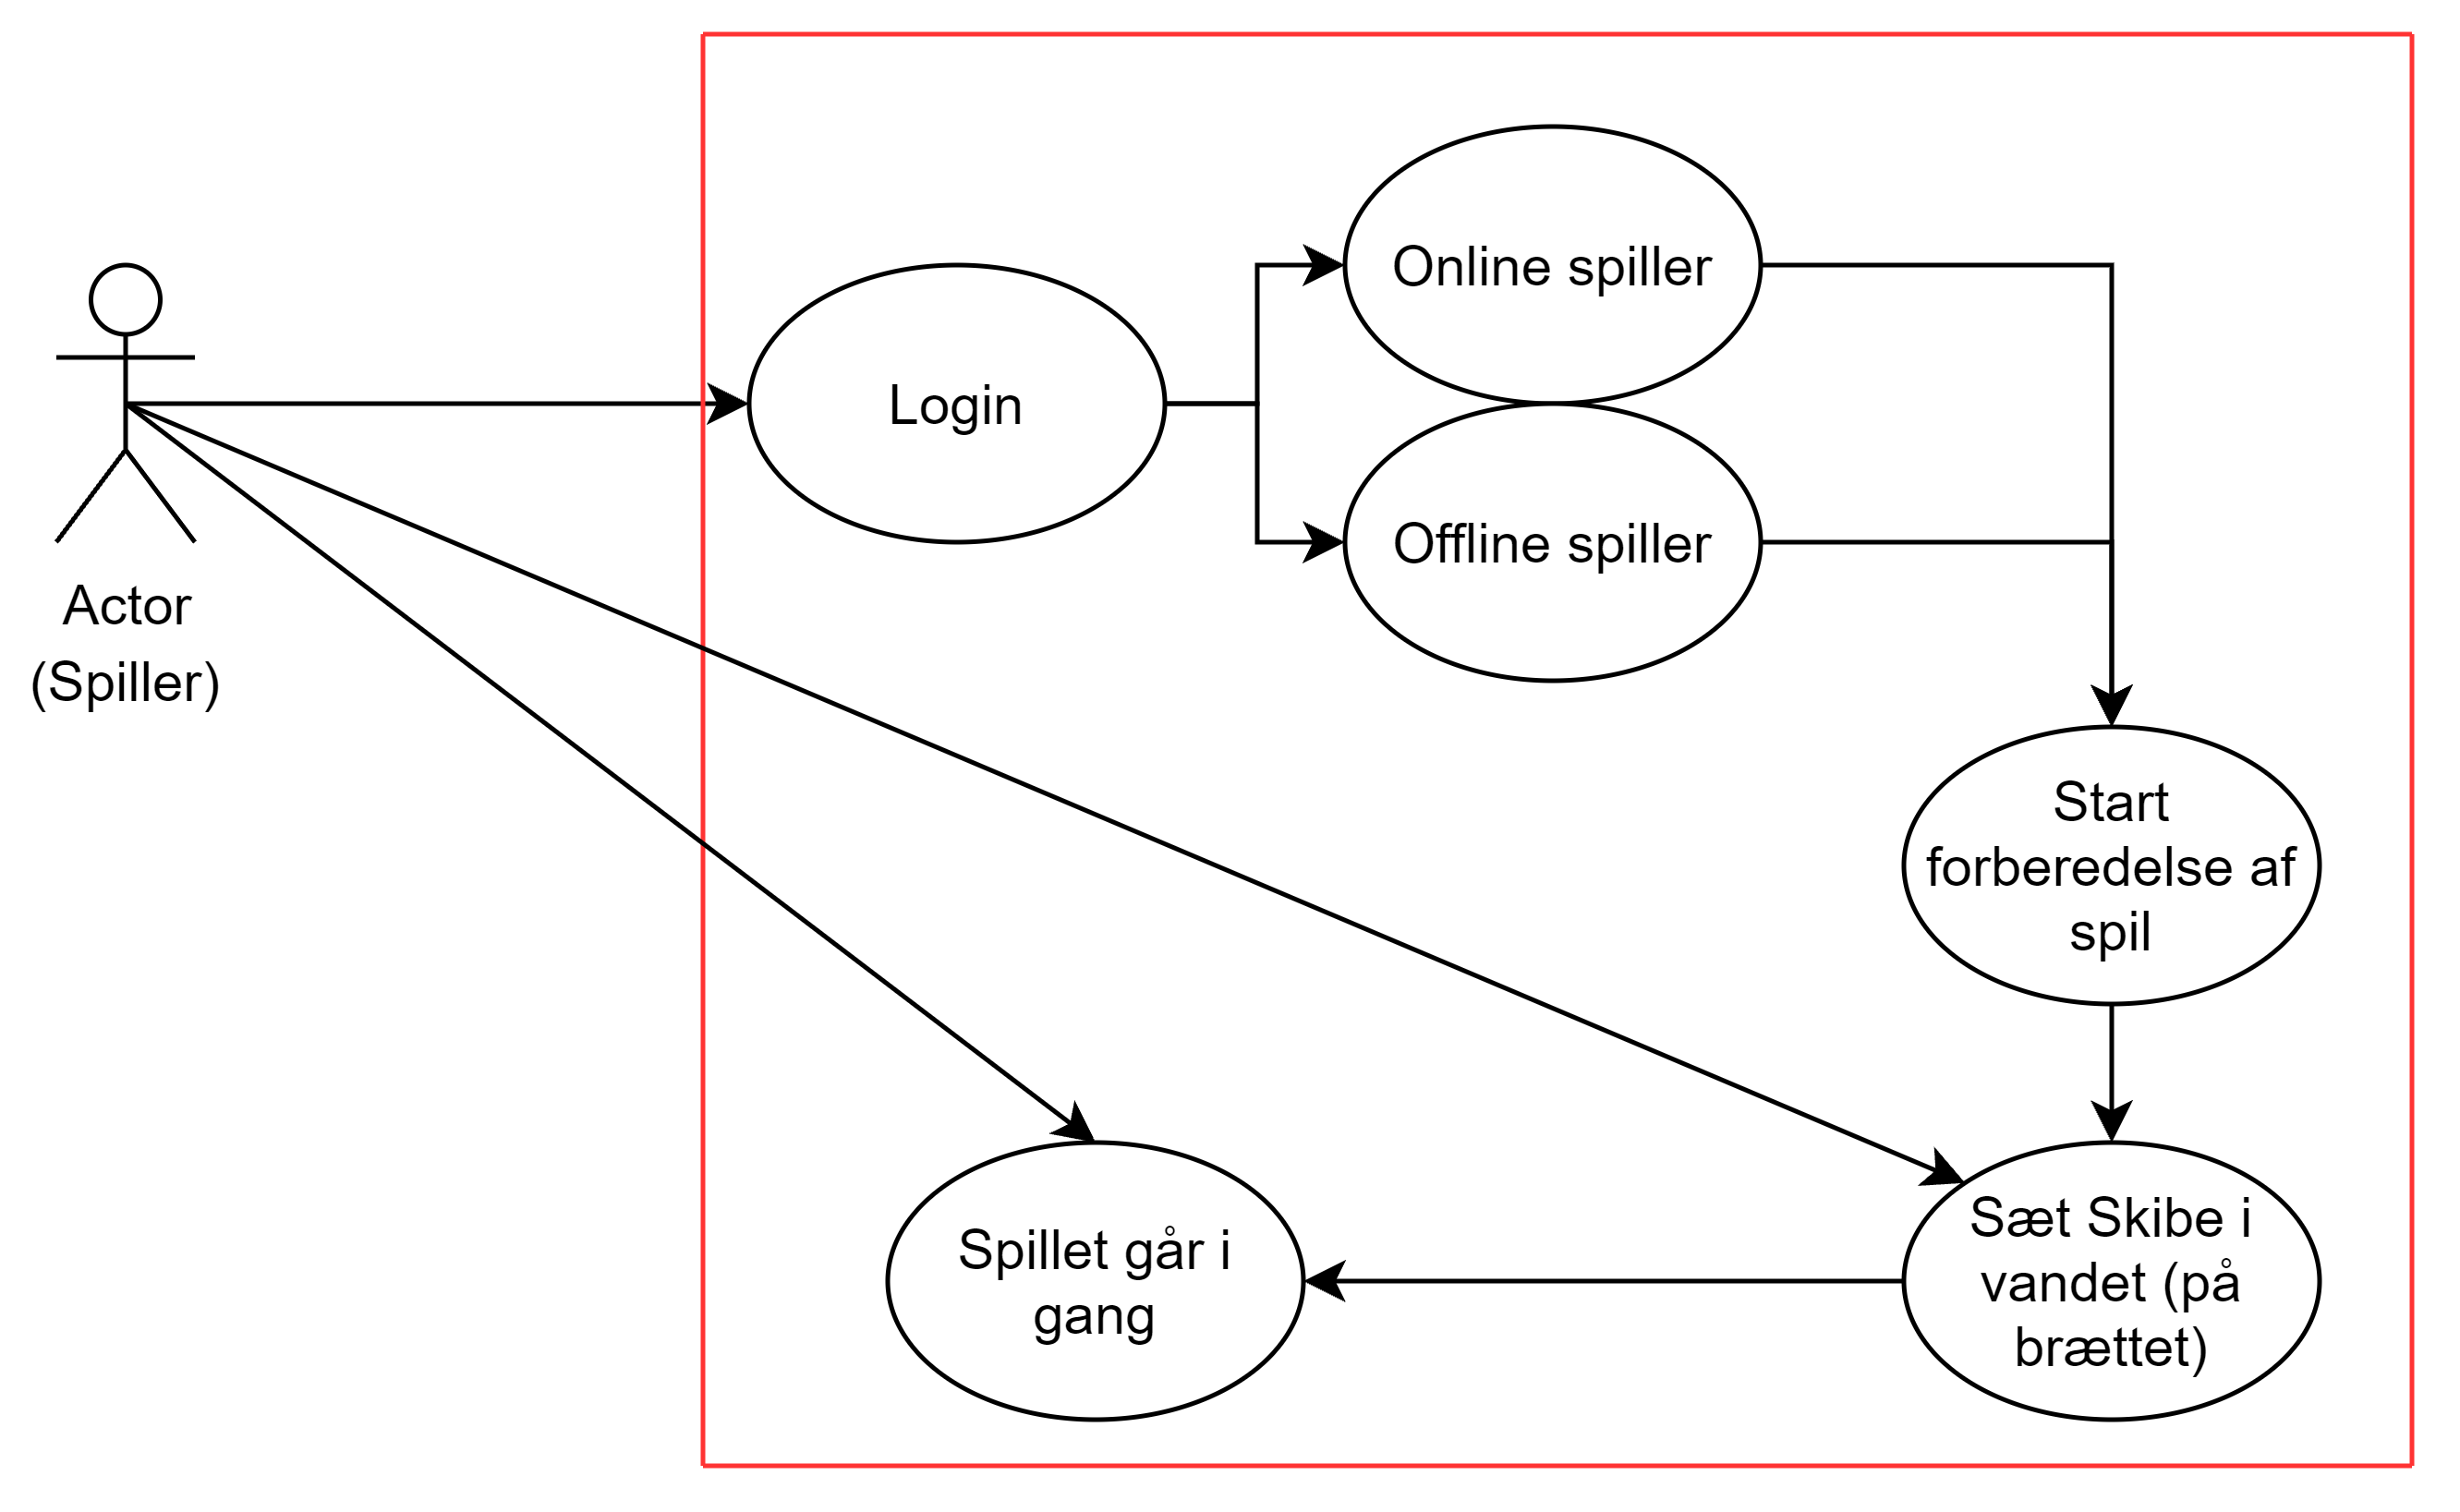 Actor
(Spiller)
Login
Online spiller
Offline spiller
Start
forberedelse af
spil
Sæt Skibe i
vandet (på
brættet)
Spillet går i
gang